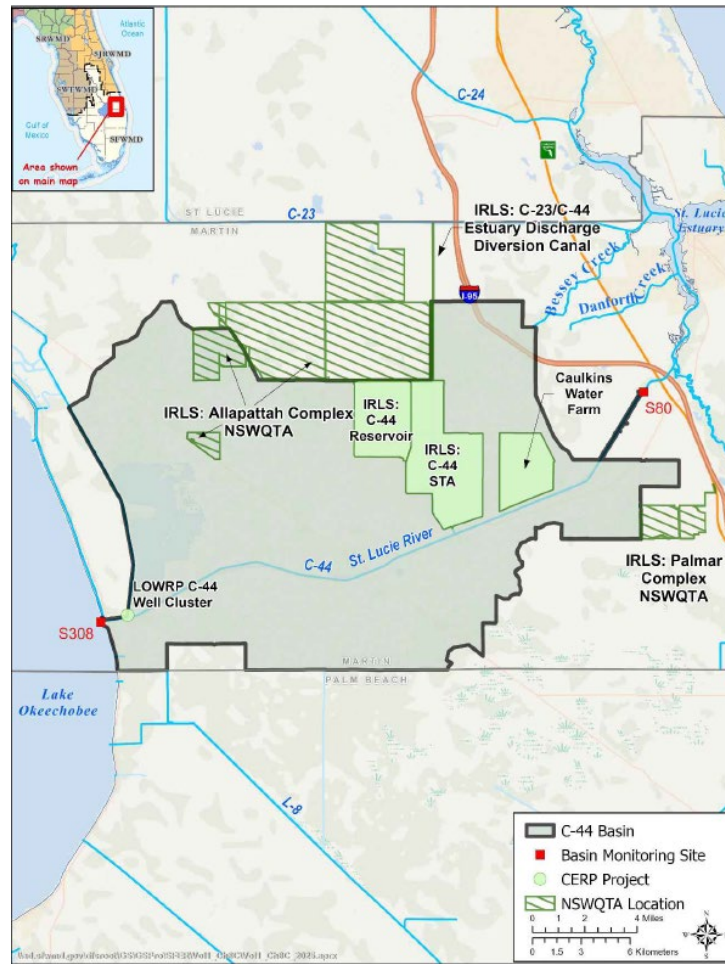 Atlantic
Ocean
SRWMD
SJRWMD
SWFWMD
Gulf of
Mexico
SFWMD
Area shown
on main map
C-24
ST LUCIE
C-23
MARTIN
IRLS: C-23/C-44
Estuary Discharge
Diversion Canal
St. Lucie
Estuary
Bessey Creek
Danforth Creek
I-95
Caulkins
Water
Farm
S80
IRLS: Allapattah Complex
NSWQTA
IRLS:
C-44
Reservoir
IRLS:
C-44
STA
St. Lucie River
C-44
IRLS: Palmar
Complex
NSWQTA
LOWRP C-44
Well Cluster
S308
MARTIN
PALM BEACH
Lake
Okeechobee
L-8
C-44 Basin
Basin Monitoring Site
CERP Project
NSWQTA Location
0 1 2 4 Miles
0 1.5 3 6 Kilometers